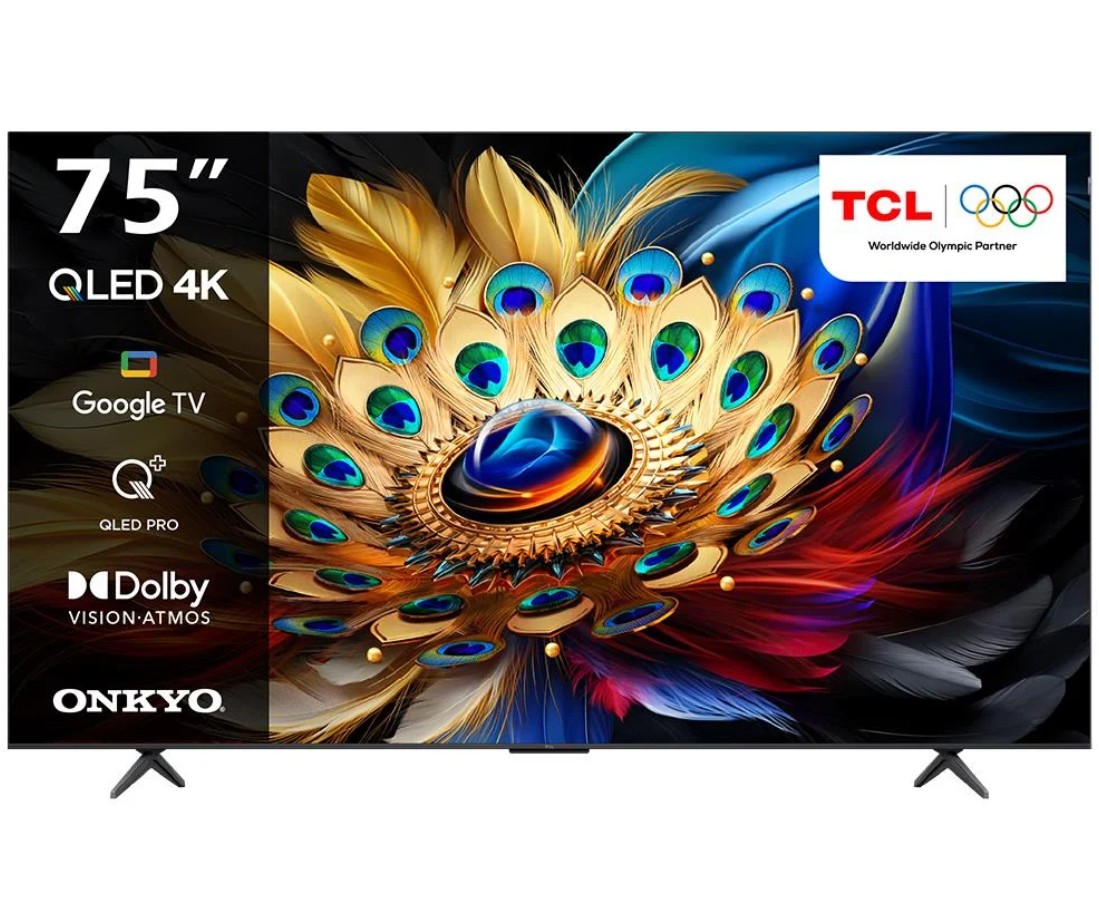 75"
QLED 4K
Google TV
Q+
QLED PRO
Dolby
VISION·ATMOS
ONKYO®
TCL
Worldwide Olympic Partner